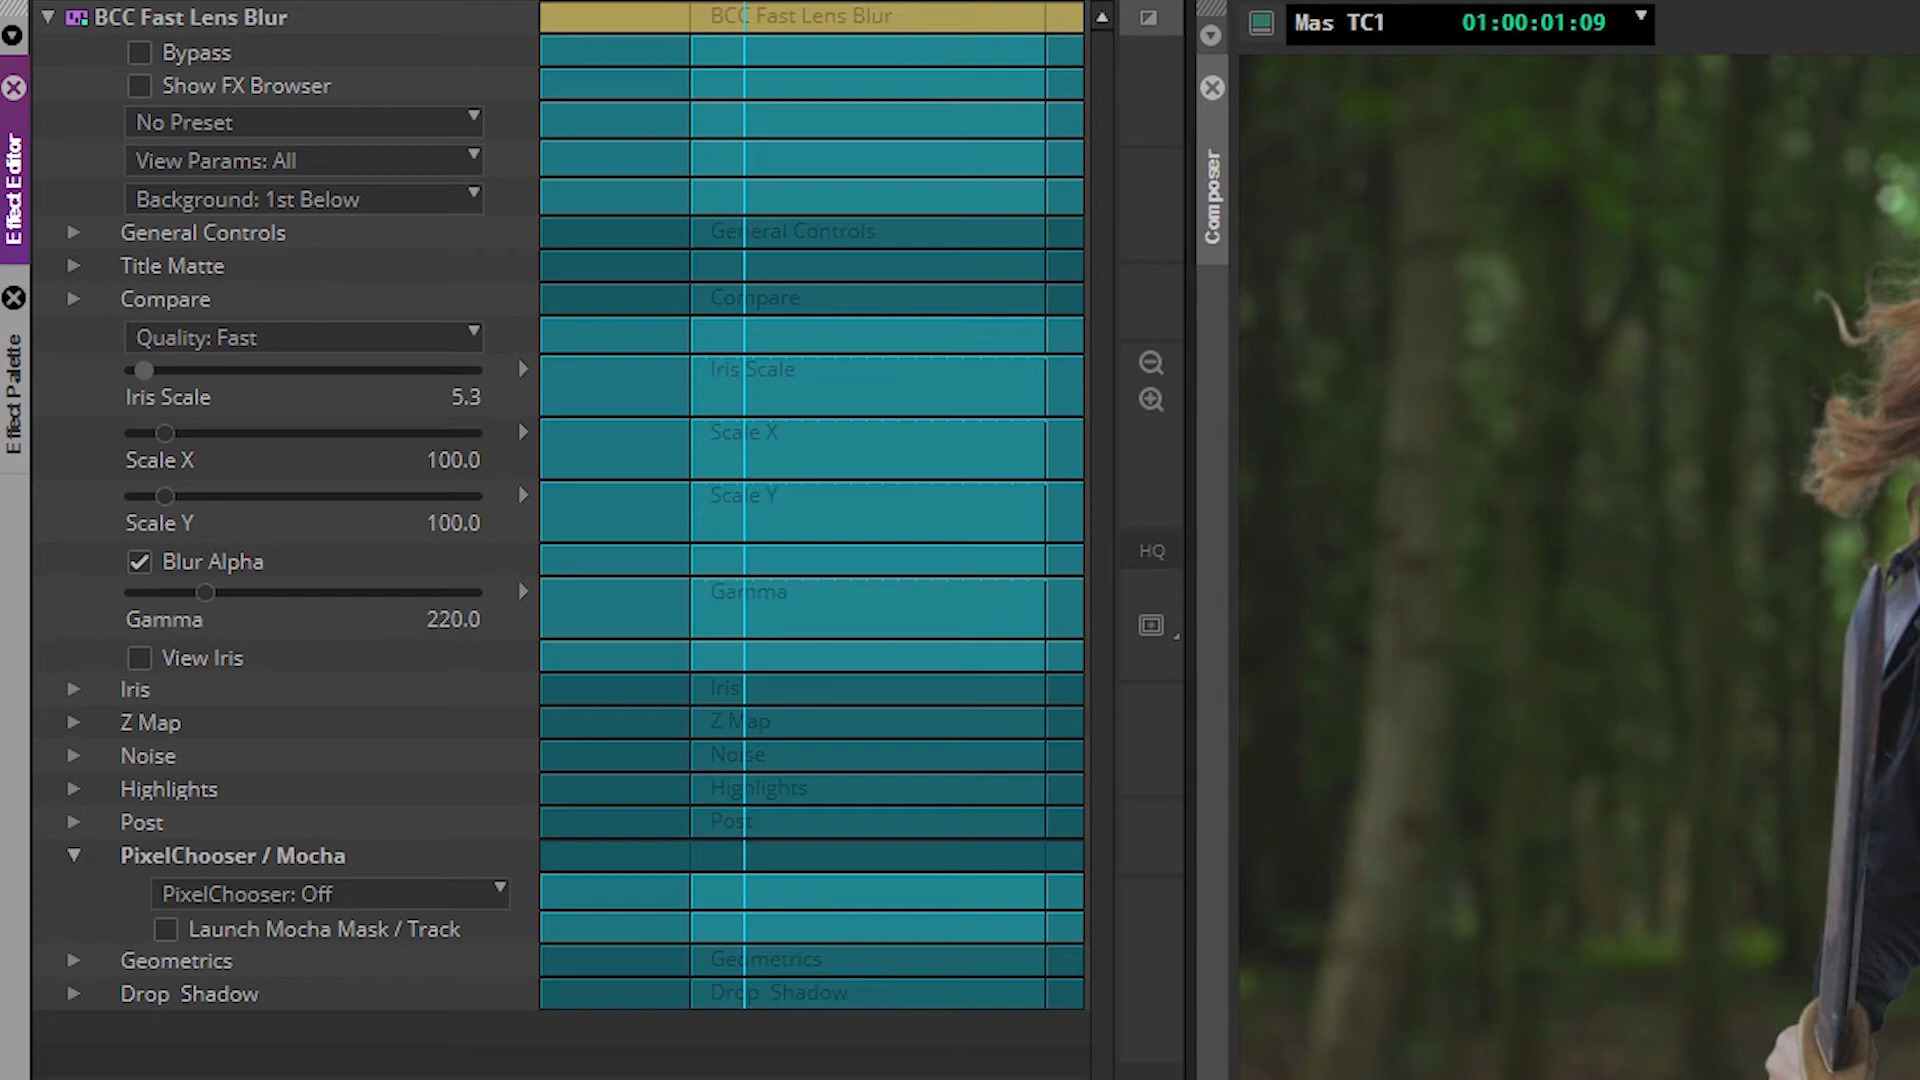 BCC Fast Lens Blur
BCC Fast Lens Blur
Mas TC1
01:00:01:09
Bypass
Show FX Browser
No Preset
View Params: All
Background: 1st Below
General Controls
General Controls
Title Matte
Compare
Compare
Quality: Fast
Iris Scale
Iris Scale
5.3
Scale X
Scale X
100.0
Scale Y
Scale Y
100.0
Blur Alpha
Gamma
Gamma
220.0
View Iris
Iris
Iris
Z Map
Z Map
Noise
Noise
Highlights
Highlights
Post
Post
PixelChooser / Mocha
PixelChooser: Off
Launch Mocha Mask / Track
Geometrics
Geometrics
Drop Shadow
Drop Shadow
Effect Editor
Effect Palette
HQ
Composer